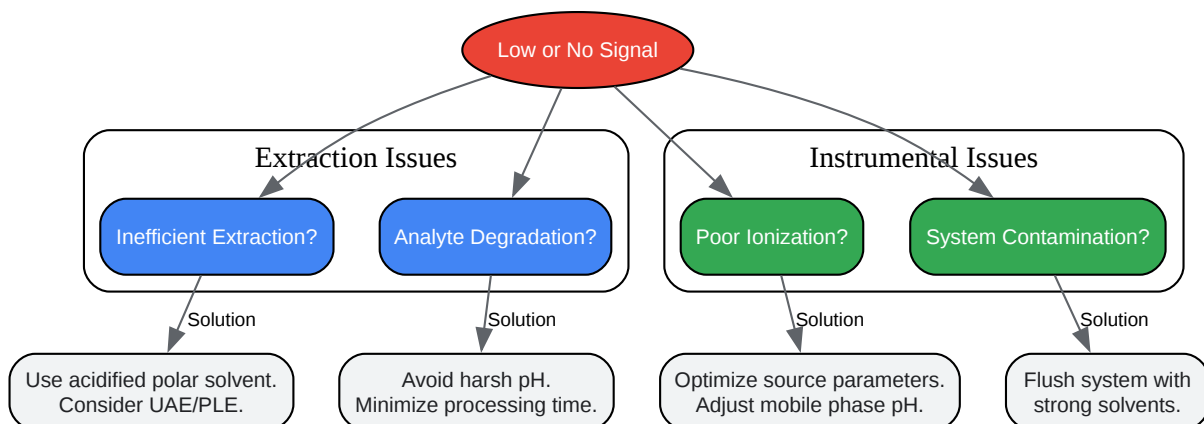 Low or No Signal
Extraction Issues
Instrumental Issues
Inefficient Extraction?
Analyte Degradation?
Poor Ionization?
System Contamination?
Solution
Solution
Solution
Solution
Use acidified polar solvent.
Consider UAE/PLE.
Avoid harsh pH.
Minimize processing time.
Optimize source parameters.
Adjust mobile phase pH.
Flush system with
strong solvents.